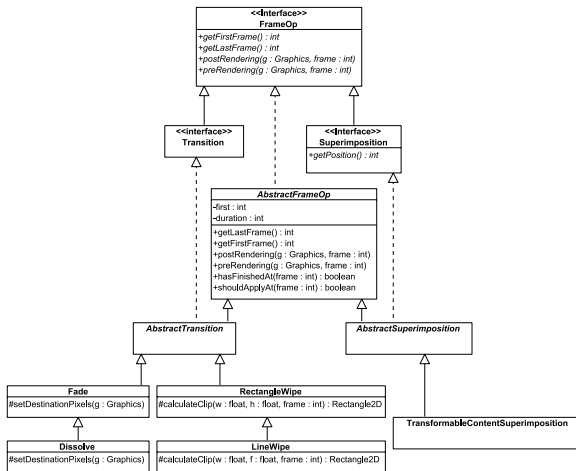 <<Interface>>
FrameOp
+getFirstFrame() : int
+getLastFrame() : int
+postRendering(g : Graphics, frame : int)
+preRendering(g : Graphics, frame : int)
<<interface>>
Transition
<<Interface>>
Superimposition
+getPosition() : int
AbstractFrameOp
-first : int
-duration : int
+getLastFrame() : int
+getFirstFrame() : int
+postRendering(g : Graphics, frame : int)
+preRendering(g : Graphics, frame : int)
+hasFinishedAt(frame : int) : boolean
+shouldApplyAt(frame : int) : boolean
AbstractTransition
AbstractSuperimposition
Fade
#setDestinationPixels(g : Graphics)
RectangleWipe
#calculateClip(w : float, h : float, frame : int) : Rectangle2D
TransformableContentSuperimposition
Dissolve
#setDestinationPixels(g : Graphics)
LineWipe
#calculateClip(w : float, f : float, frame : int) : Rectangle2D